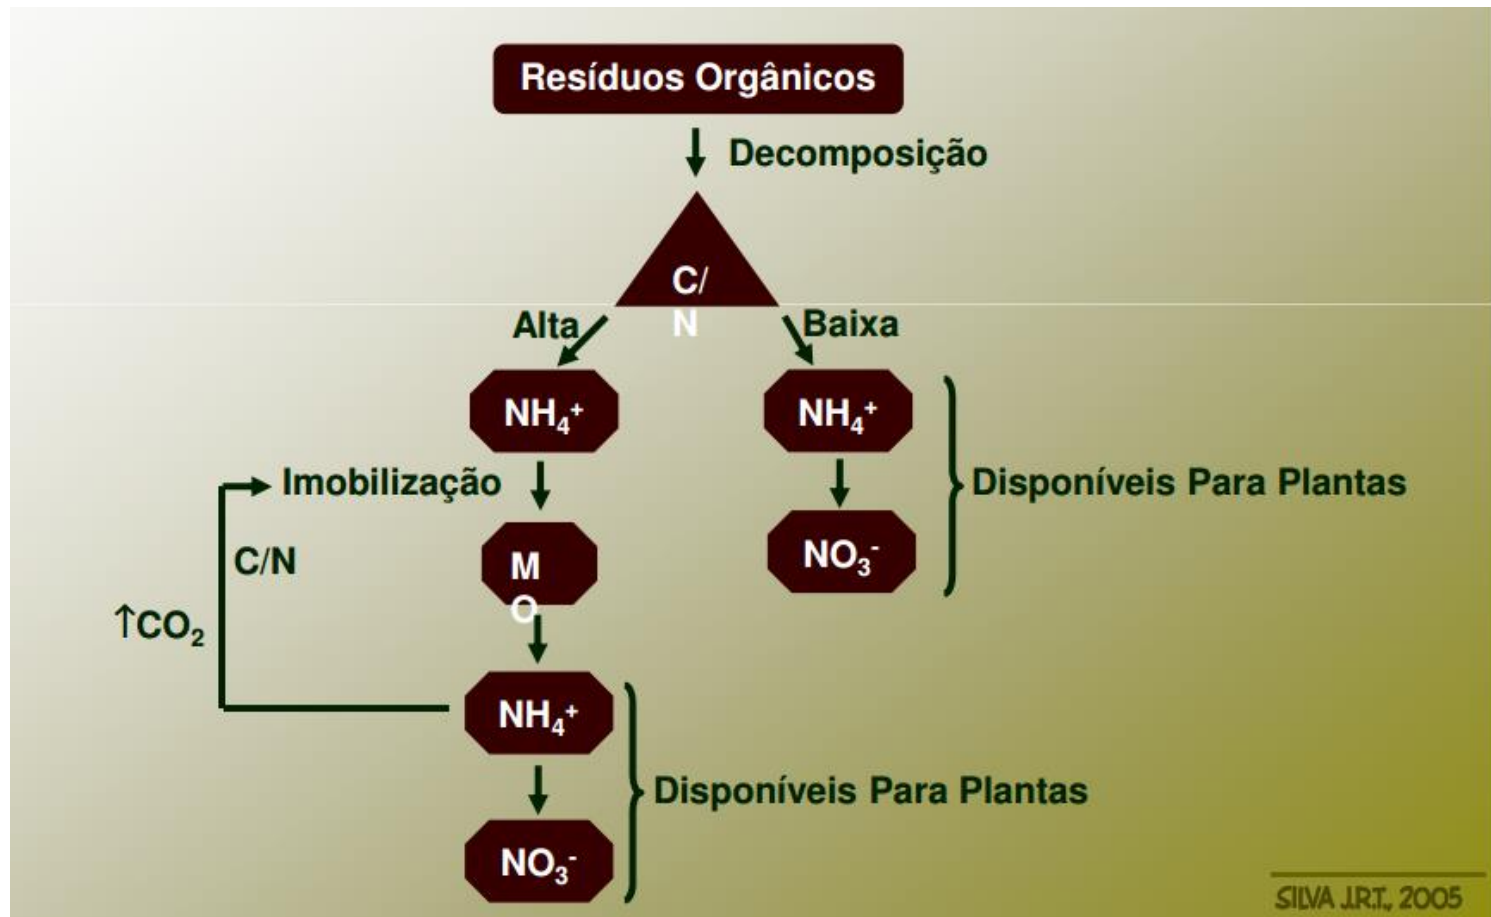 Resíduos Orgânicos
Decomposição
C/
N
Alta
Baixa
NH₄⁺
NH₄⁺
Imobilização
Disponíveis Para Plantas
C/N
M
O
NO₃⁻
↑CO₂
NH₄⁺
Disponíveis Para Plantas
NO₃⁻
SILVA J.R.T., 2005